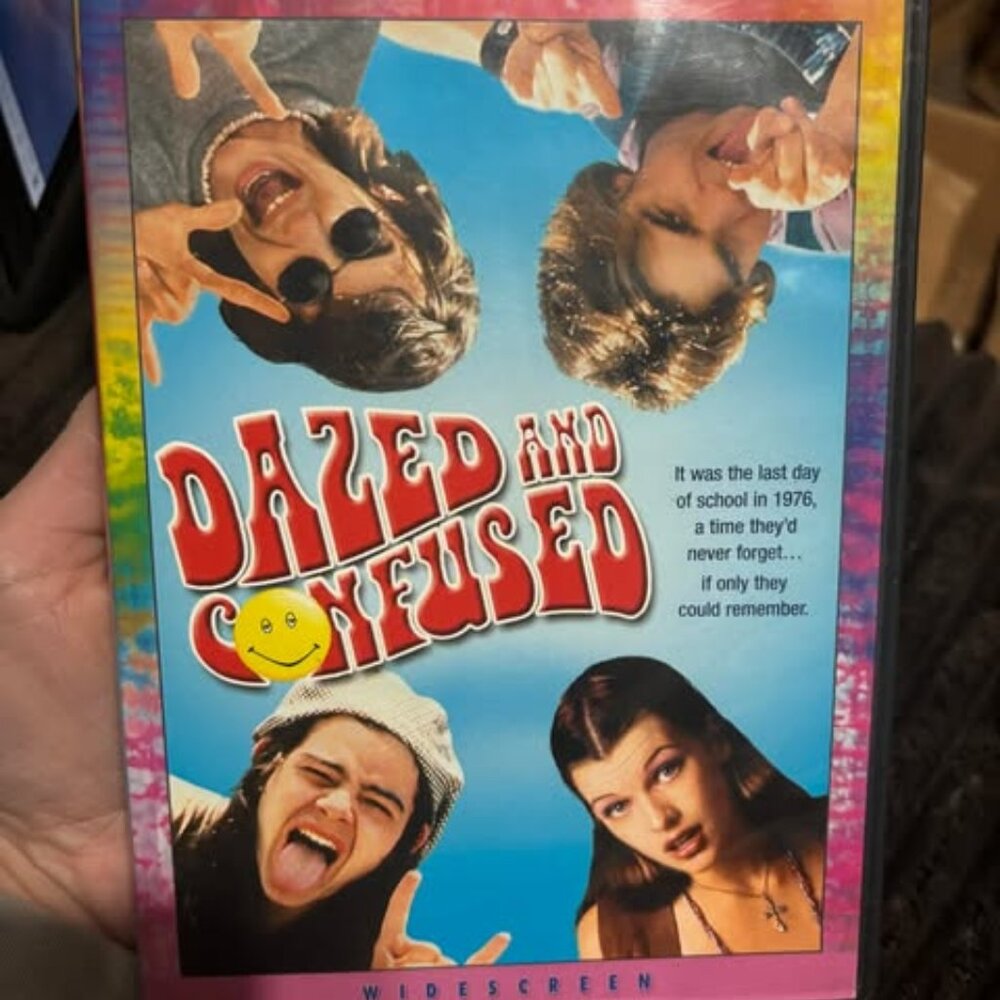 DAZED AND
CONFUSED
It was the last day
of school in 1976,
a time they'd
never forget...
if only they
could remember.
WIDESCREEN